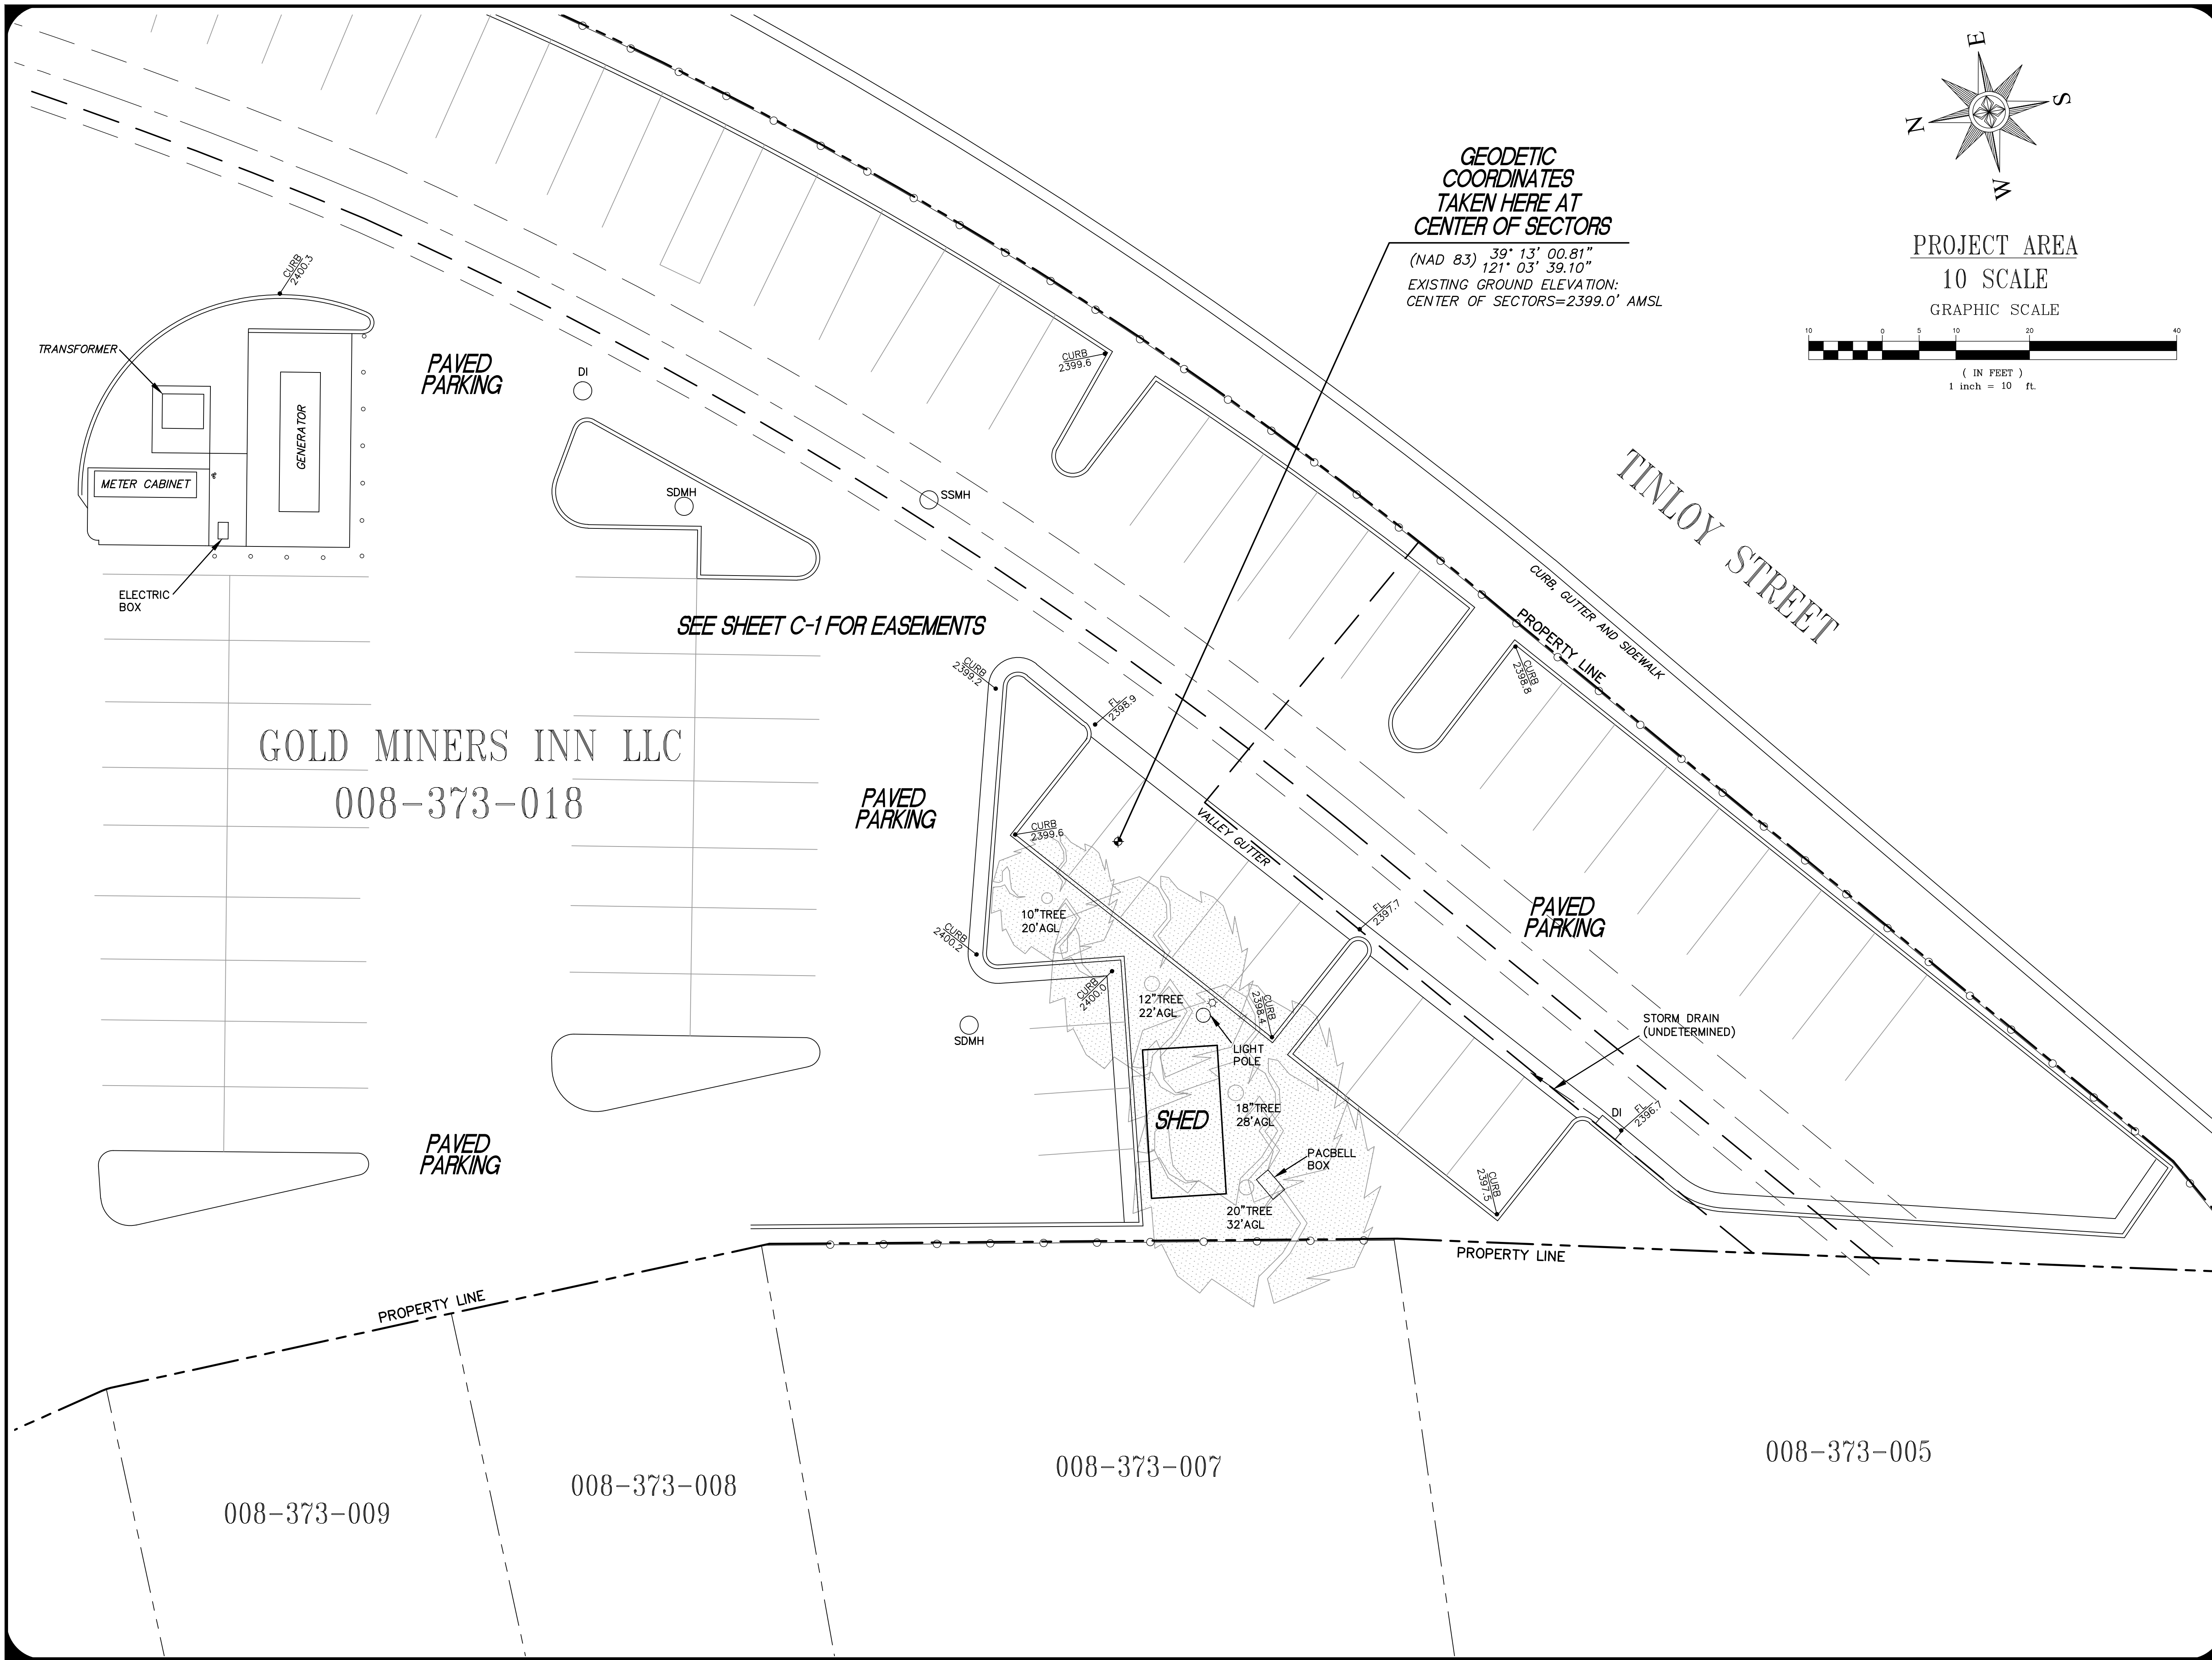 E
N
S
W
PROJECT AREA
10 SCALE
GRAPHIC SCALE
10
0
5
10
20
40
( IN FEET )
1 inch = 10 ft.
GEODETIC
COORDINATES
TAKEN HERE AT
CENTER OF SECTORS
(NAD 83) 39° 13' 00.81"
121° 03' 39.10"
EXISTING GROUND ELEVATION:
CENTER OF SECTORS=2399.0' AMSL
TINLOY STREET
CURB, GUTTER AND SIDEWALK
PROPERTY LINE
CURB
2400.3
TRANSFORMER
GENERATOR
METER CABINET
ELECTRIC
BOX
PAVED
PARKING
DI
SDMH
SSMH
CURB
2399.6
SEE SHEET C-1 FOR EASEMENTS
CURB
2399.2
FL
2398.9
CURB
2398.8
GOLD MINERS INN LLC
008-373-018
PAVED
PARKING
CURB
2399.6
VALLEY GUTTER
10"TREE
20'AGL
CURB
2400.2
CURB
2400.0
FL
2397.7
PAVED
PARKING
12"TREE
22'AGL
CURB
2398.4
SDMH
LIGHT
POLE
STORM DRAIN
(UNDETERMINED)
SHED
18"TREE
28'AGL
DI
FL
2396.7
PAVED
PARKING
PACBELL
BOX
CURB
2397.5
20"TREE
32'AGL
PROPERTY LINE
PROPERTY LINE
008-373-009
008-373-008
008-373-007
008-373-005